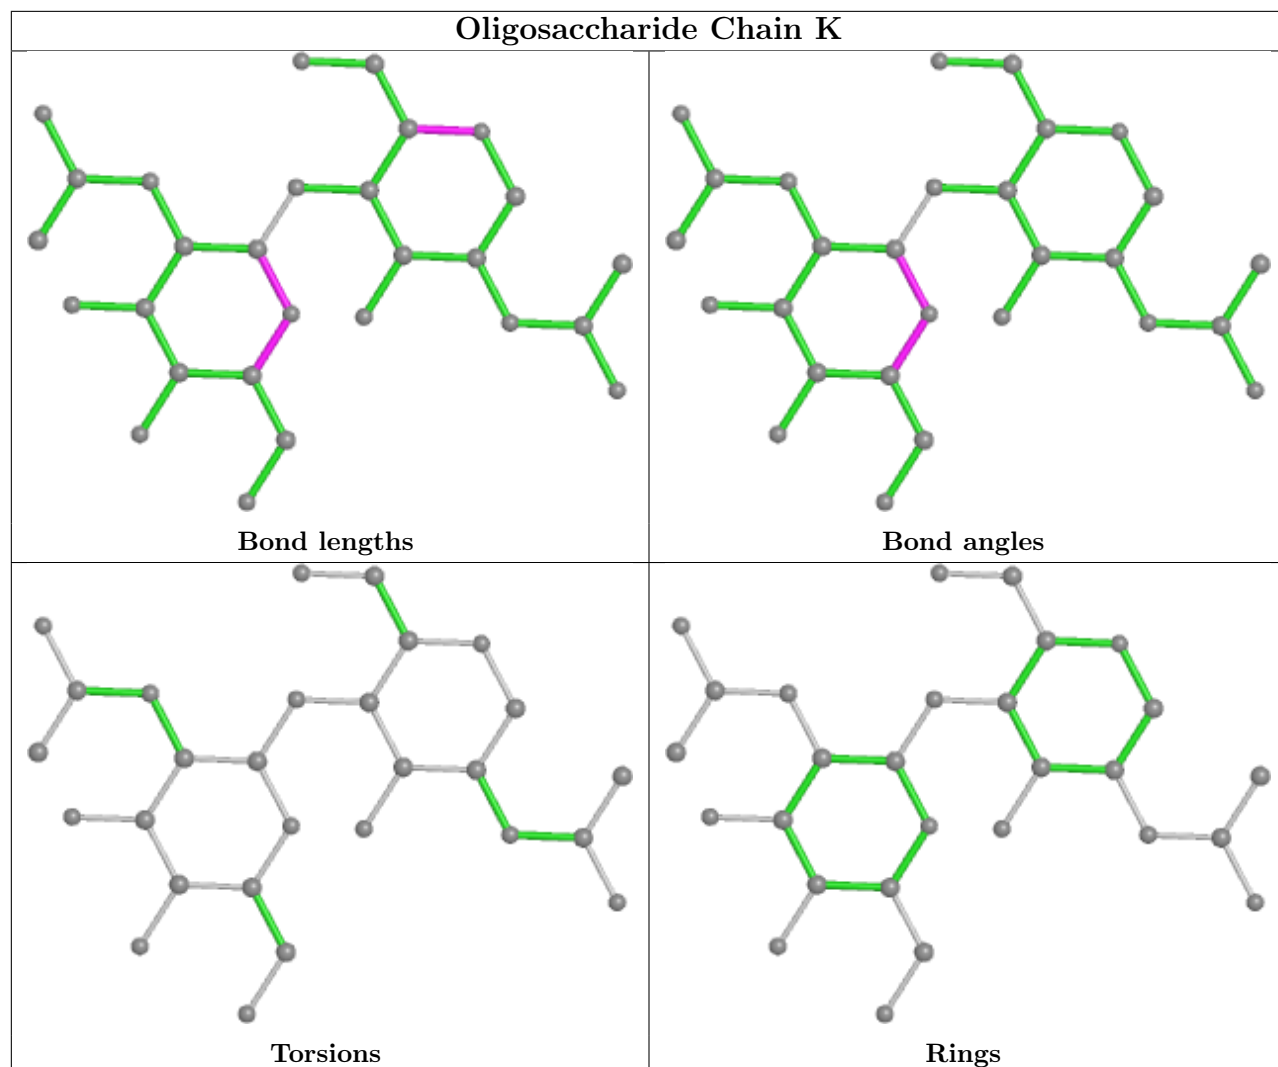 Oligosaccharide Chain K
Bond lengths
Bond angles
Torsions
Rings